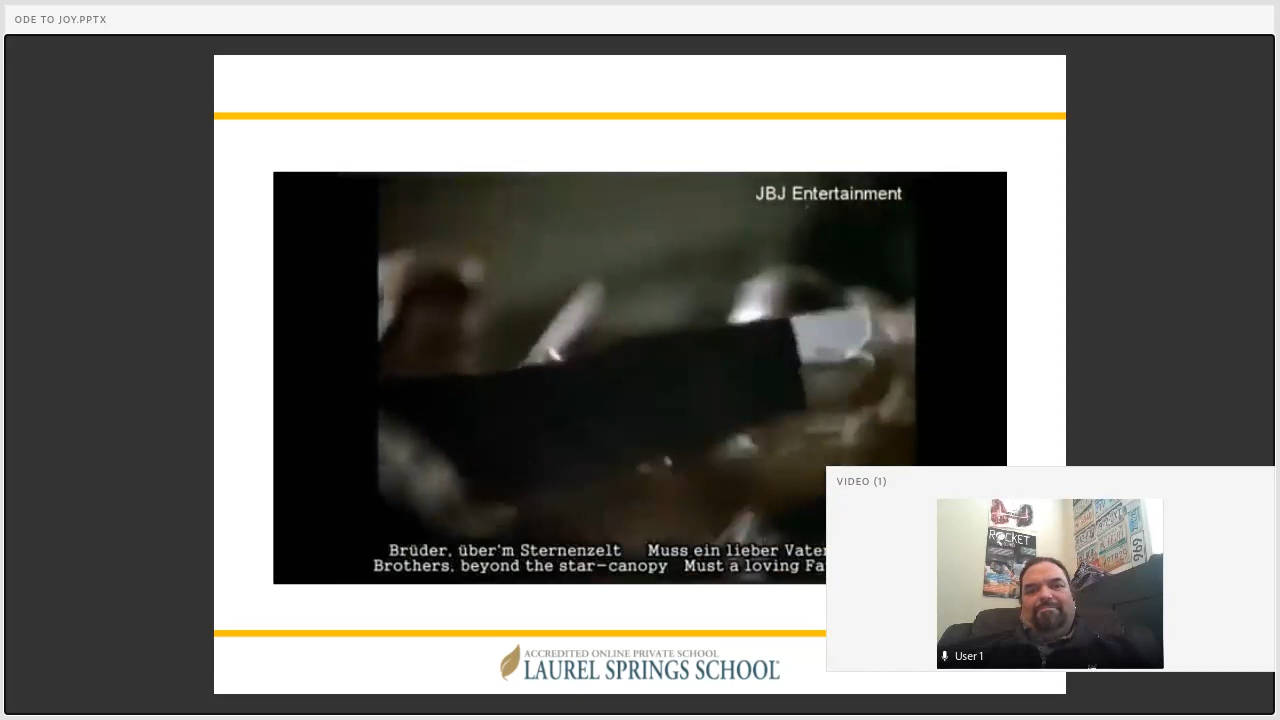 ODE TO JOY.PPTX
JBJ Entertainment
Brüder, über'm Sternenzelt Muss ein lieber Vater
Brothers, beyond the star-canopy Must a loving Fa
VIDEO (1)
ROCKET
User 1
ACCREDITED ONLINE PRIVATE SCHOOL
LAUREL SPRINGS SCHOOL